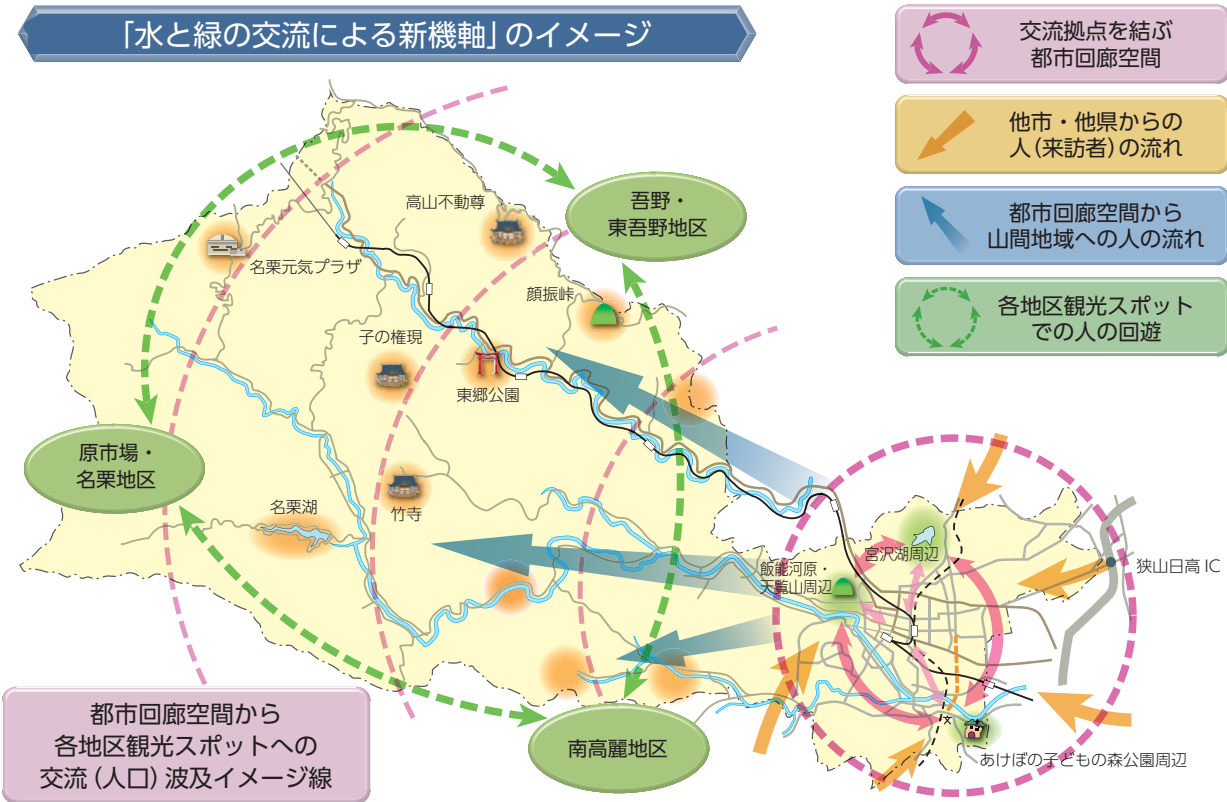 「水と緑の交流による新機軸」のイメージ
交流拠点を結ぶ
都市回廊空間
他市・他県からの
人(来訪者)の流れ
都市回廊空間から
山間地域への人の流れ
各地区観光スポット
での人の回遊
吾野・
東吾野地区
高山不動尊
名栗元気プラザ
顔振峠
子の権現
東郷公園
原市場・
名栗地区
名栗湖
竹寺
宮沢湖周辺
飯能河原・
天覧山周辺
狭山日高IC
あけぼの子どもの森公園周辺
南高麗地区
都市回廊空間から
各地区観光スポットへの
交流(人口)波及イメージ線